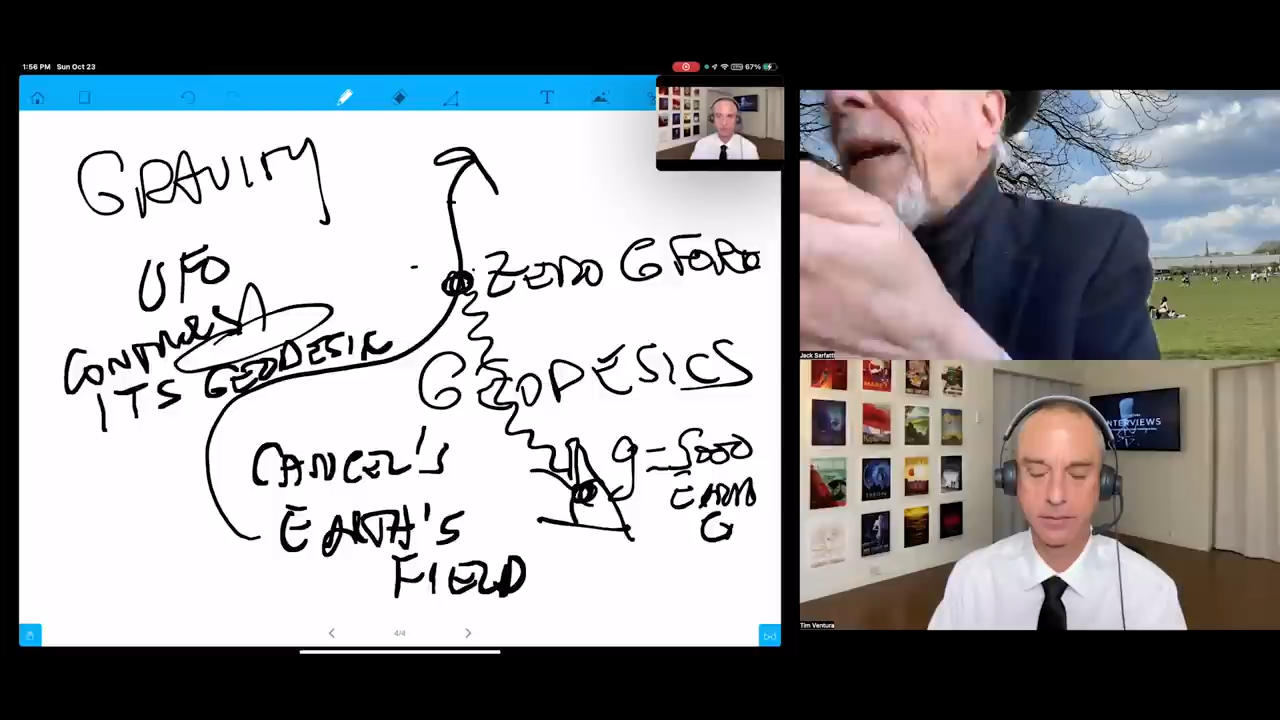 1:56 PM Sun Oct 23
67%
T
GRAVITY
UFO
CONTROLS
ITS GEODESIC
ZERO G FORCE
GEODESICS
CANCEL'S
EARTH'S
FIELD
g = 5000
EARTH
G
4/4
Jack Sarfatti
INTERVIEWS
Tim Ventura